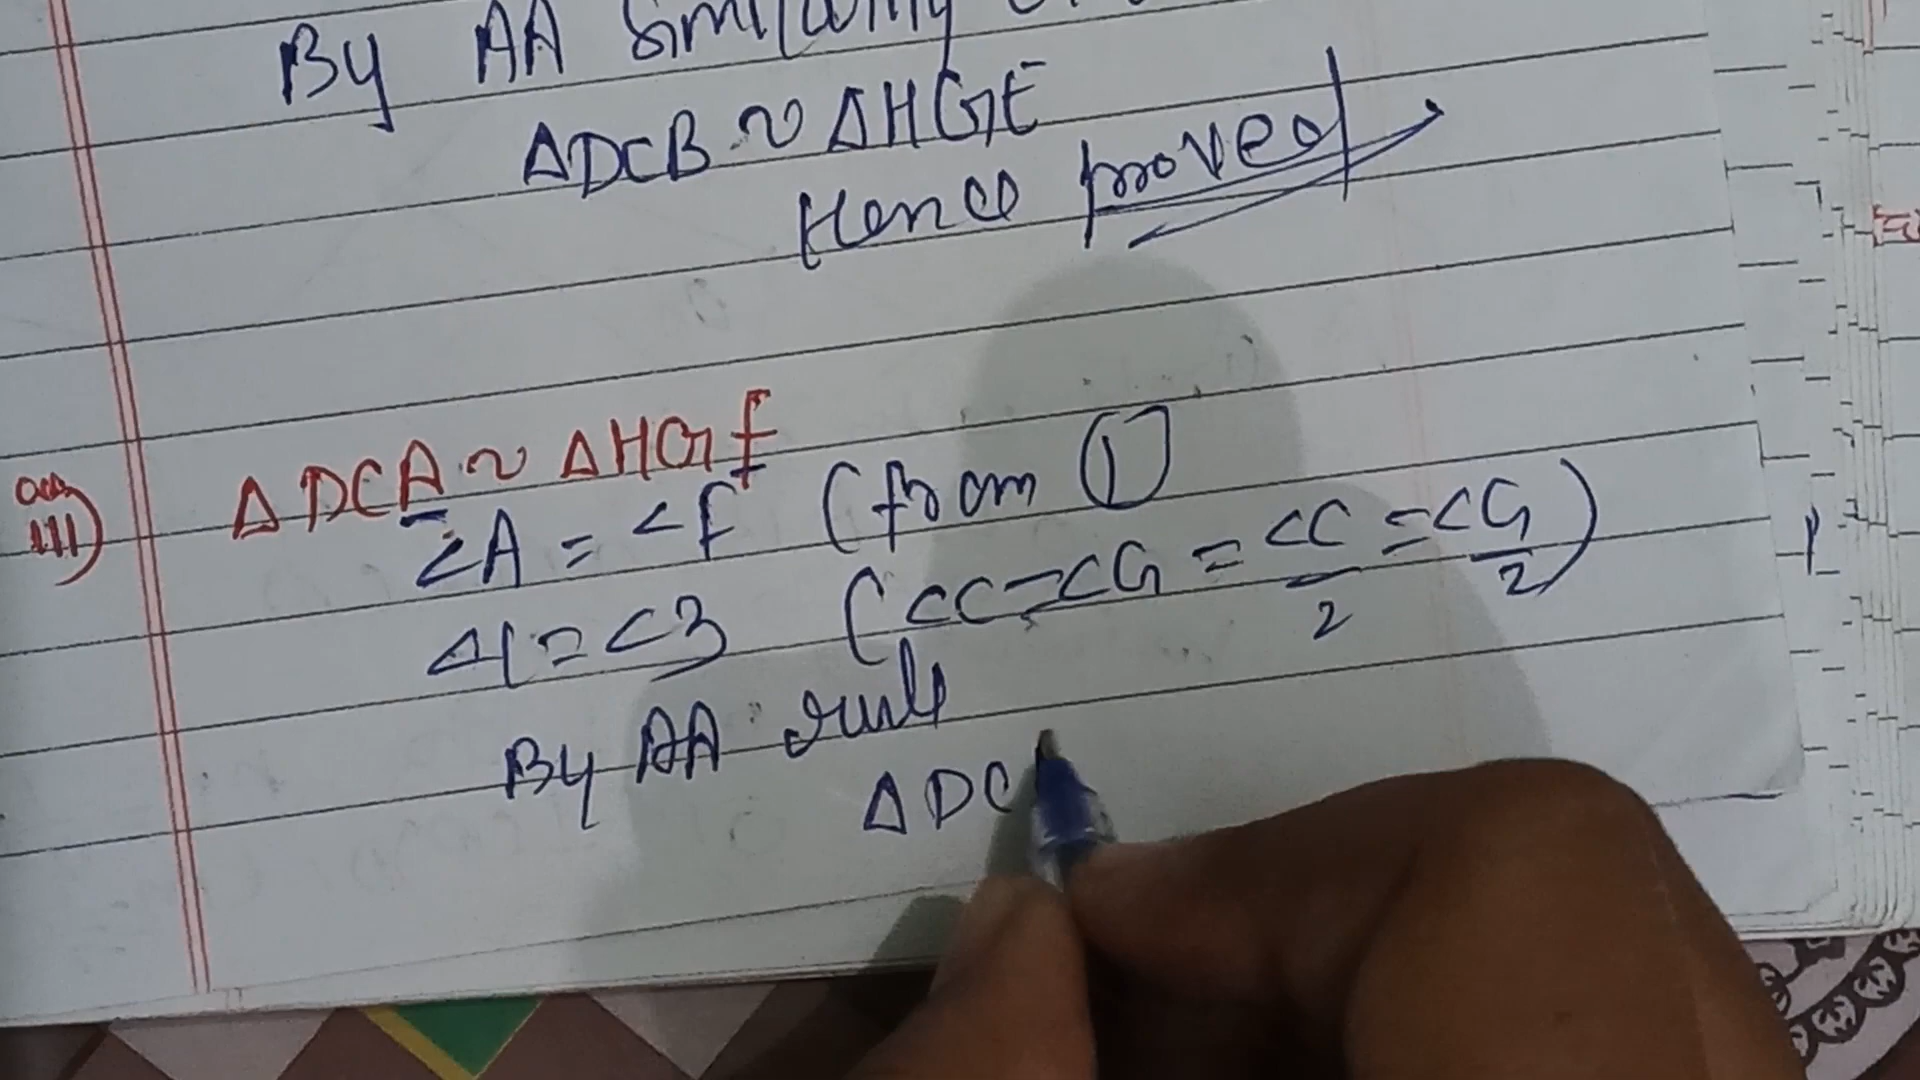 By AA Similarity
ΔDCB ~ ΔHGE
Hence proved
iii) ΔDCA ~ ΔHGF
∠A = ∠F (from ①
∠1 = ∠3 (∠C = ∠G = ∠C/2 = ∠G/2)
By AA rule
ΔDC